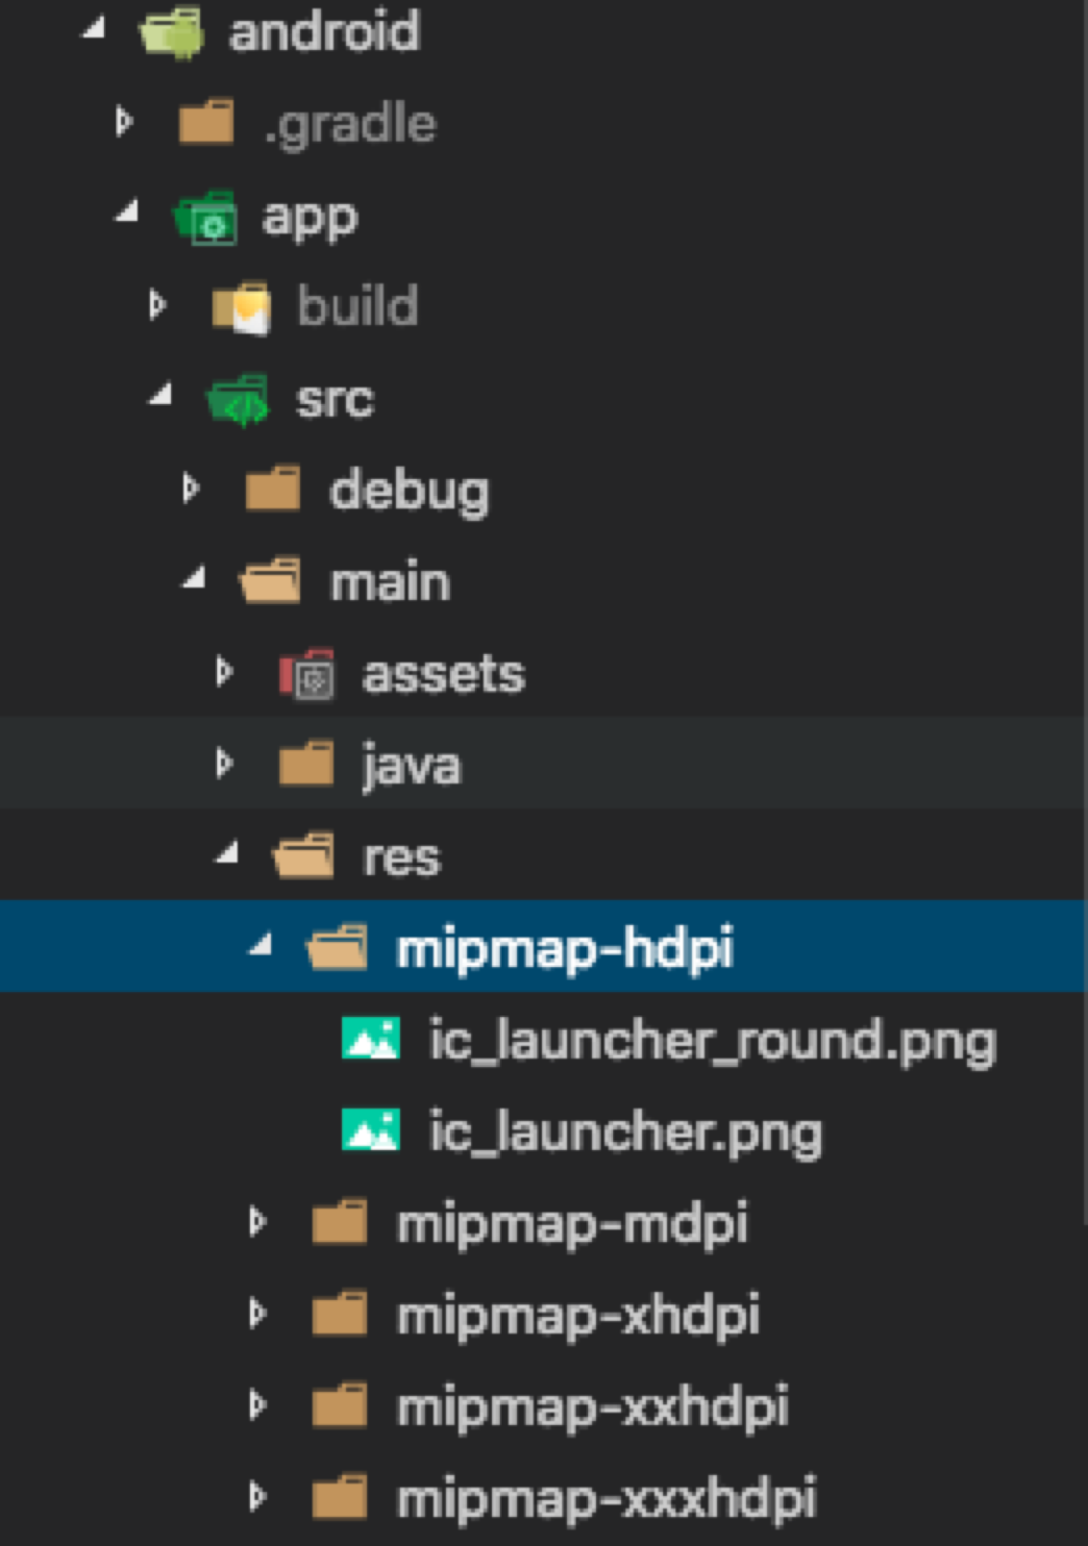 android
.gradle
app
build
src
debug
main
assets
java
res
mipmap-hdpi
ic_launcher_round.png
ic_launcher.png
mipmap-mdpi
mipmap-xhdpi
mipmap-xxhdpi
mipmap-xxxhdpi